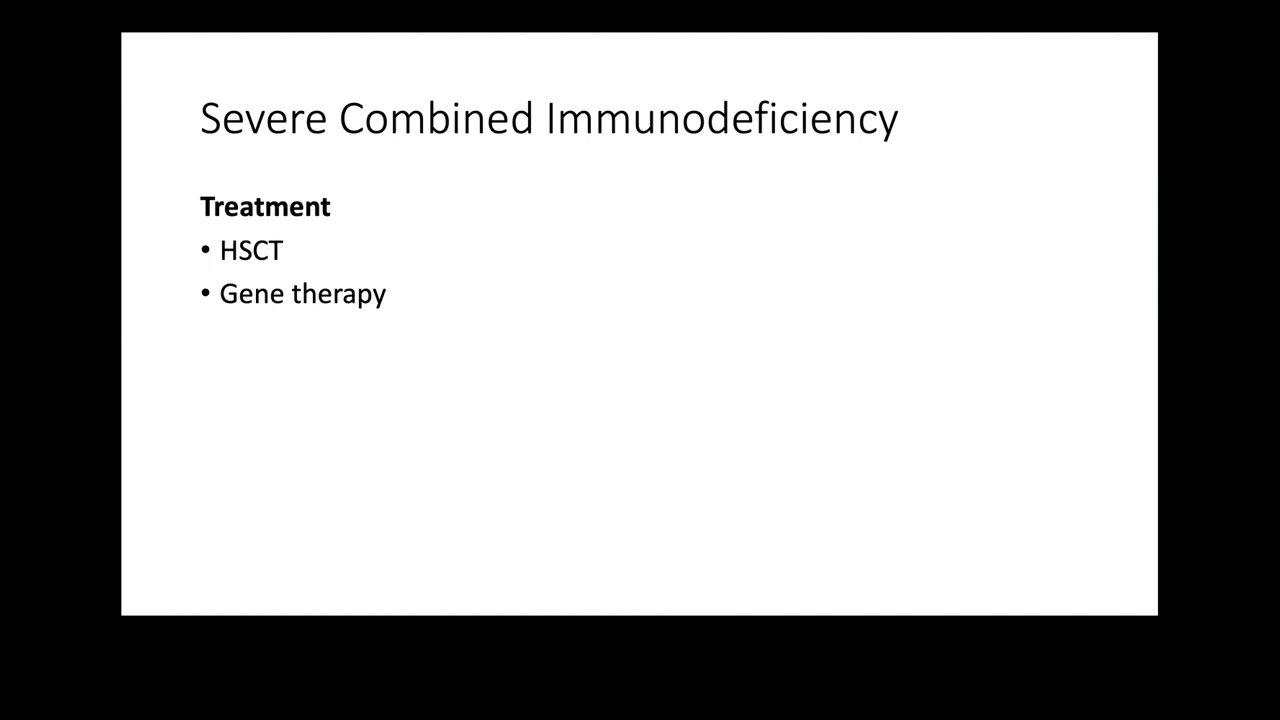 Severe Combined Immunodeficiency
Treatment
• HSCT
• Gene therapy